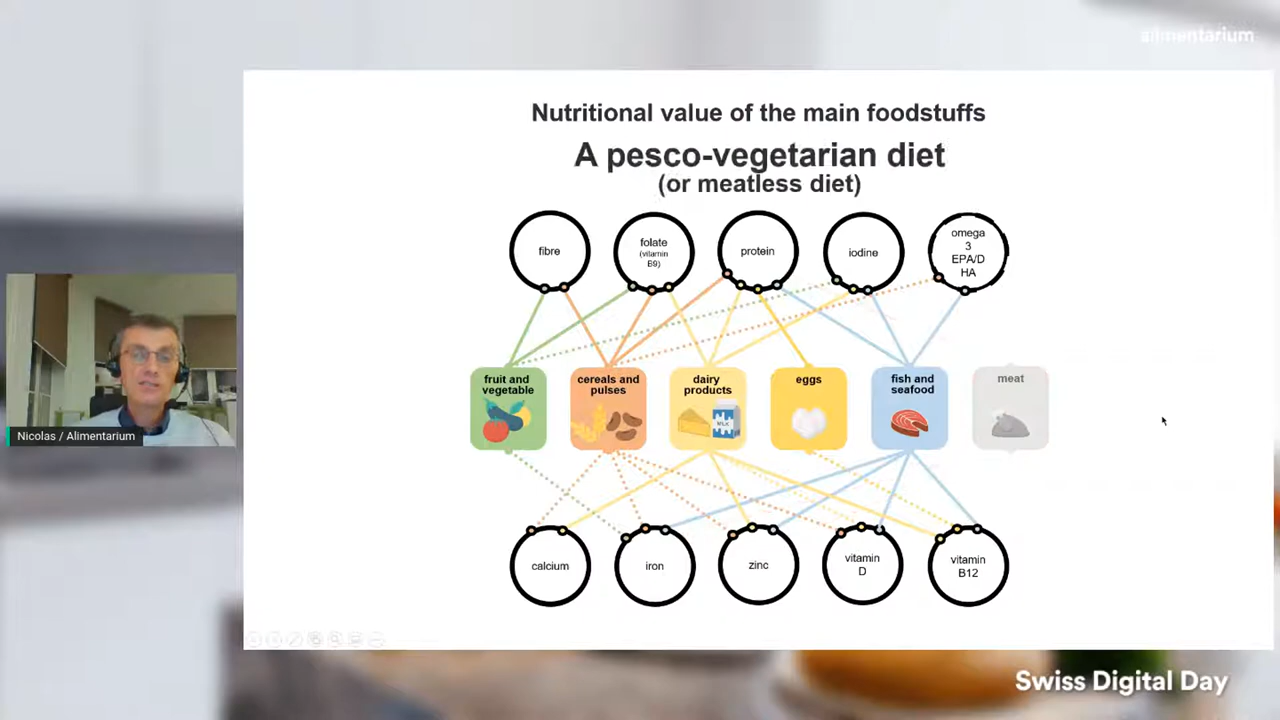 alimentarium
Nutritional value of the main foodstuffs
A pesco-vegetarian diet
(or meatless diet)
fibre
folate
(vitamin
B9)
protein
iodine
omega
3
EPA/D
HA
fruit and
vegetable
cereals and
pulses
dairy
products
MILK
eggs
fish and
seafood
meat
Nicolas / Alimentarium
calcium
iron
zinc
vitamin
D
vitamin
B12
Swiss Digital Day